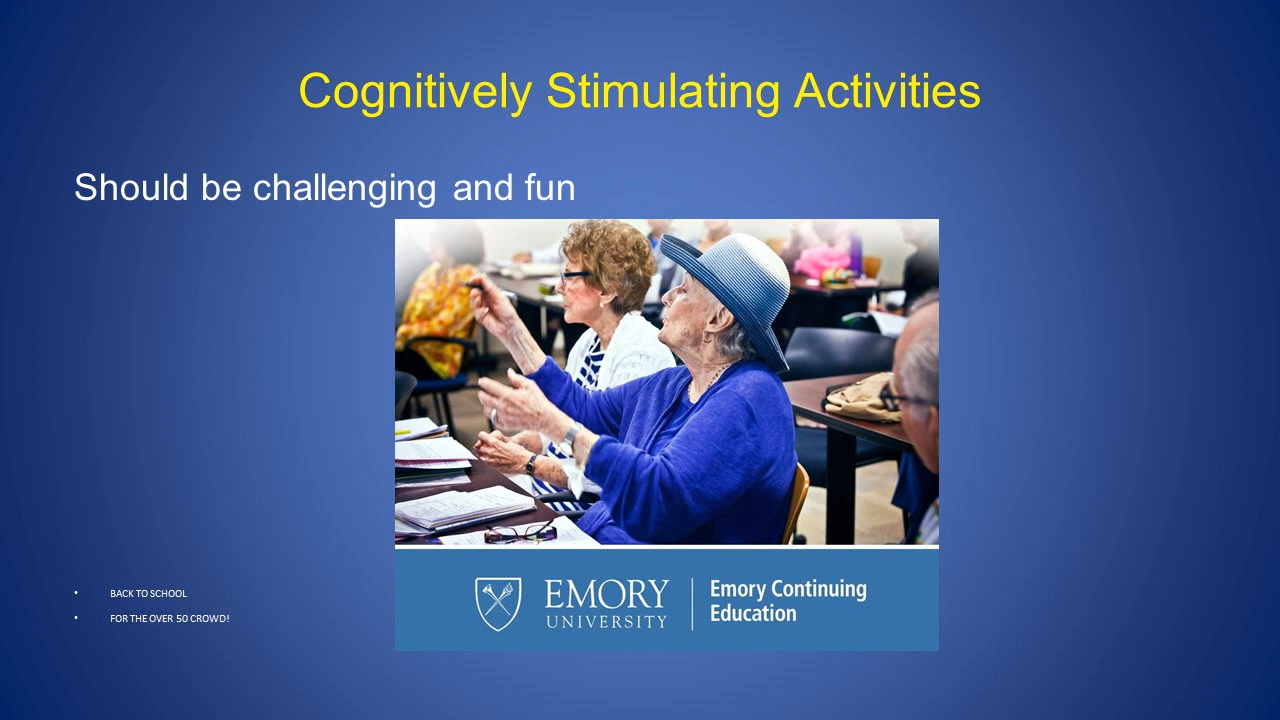 Cognitively Stimulating Activities
Should be challenging and fun
EMORY
UNIVERSITY
Emory Continuing
Education
• BACK TO SCHOOL
• FOR THE OVER 50 CROWD!